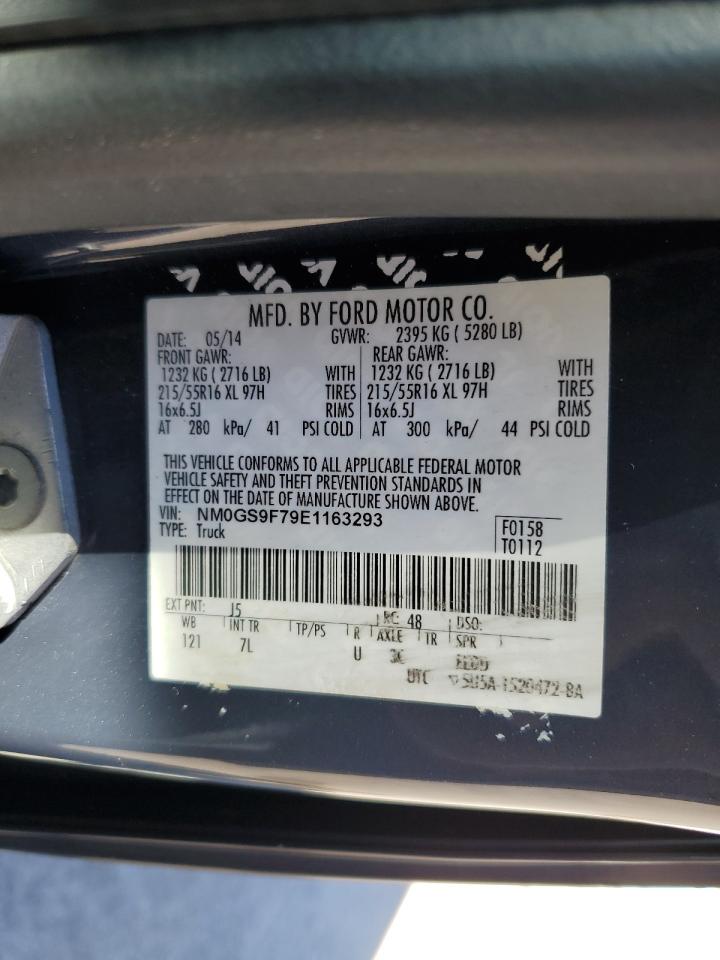 MFD. BY FORD MOTOR CO.
DATE: 05/14 GVWR: 2395 KG ( 5280 LB)
FRONT GAWR: REAR GAWR:
1232 KG ( 2716 LB) WITH 1232 KG ( 2716 LB) WITH
215/55R16 XL 97H TIRES 215/55R16 XL 97H TIRES
16x6.5J RIMS 16x6.5J RIMS
AT 280 kPa/ 41 PSI COLD AT 300 kPa/ 44 PSI COLD
THIS VEHICLE CONFORMS TO ALL APPLICABLE FEDERAL MOTOR
VEHICLE SAFETY AND THEFT PREVENTION STANDARDS IN
EFFECT ON THE DATE OF MANUFACTURE SHOWN ABOVE.
VIN: NM0GS9F79E1163293
TYPE: Truck
F0158
T0112
EXT PNT: J5 RC: 48 DSO:
WB INT TR TP/PS R AXLE TR SPR
121 7L U 3C
UTC